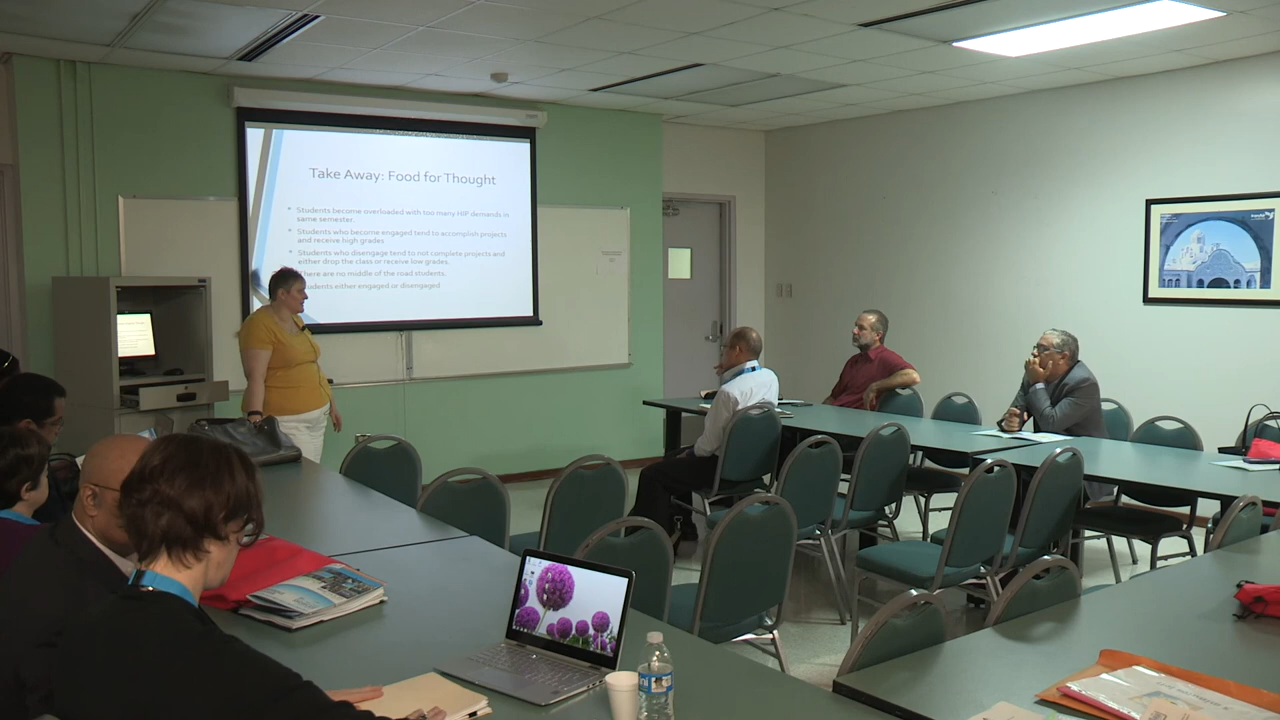 Take Away: Food for Thought
Students become overloaded with too many HIP demands in
same semester.
Students who become engaged tend to accomplish projects
and receive high grades
Students who disengage tend to not complete projects and
either drop the class or receive low grades.
There are no middle of the road students.
Students either engaged or disengaged